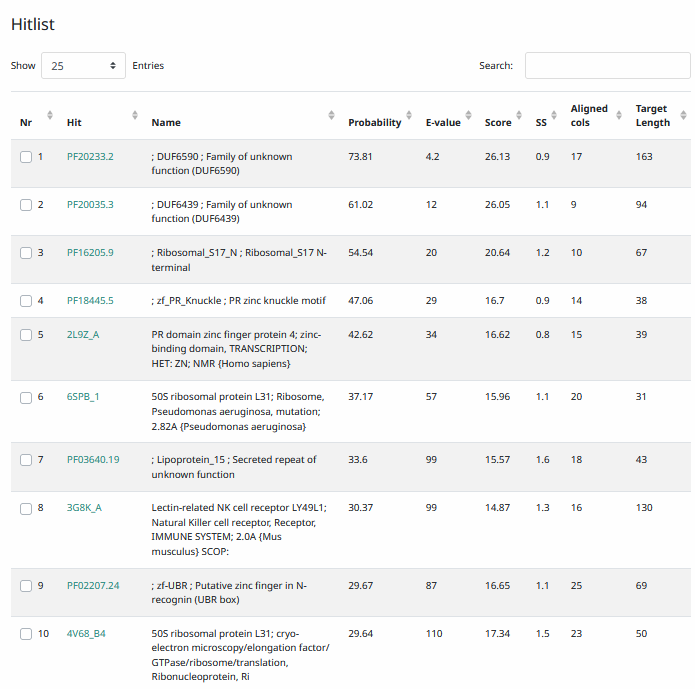 Hitlist
Show 25 Entries Search:
Nr Hit Name Probability E-value Score SS Aligned cols Target Length
1 PF20233.2 ; DUF6590 ; Family of unknown 73.81 4.2 26.13 0.9 17 163
function (DUF6590)
2 PF20035.3 ; DUF6439 ; Family of unknown 61.02 12 26.05 1.1 9 94
function (DUF6439)
3 PF16205.9 ; Ribosomal_S17_N ; Ribosomal_S17 N- 54.54 20 20.64 1.2 10 67
terminal
4 PF18445.5 ; zf_PR_Knuckle ; PR zinc knuckle motif 47.06 29 16.7 0.9 14 38
5 2L9Z_A PR domain zinc finger protein 4; zinc- 42.62 34 16.62 0.8 15 39
binding domain, TRANSCRIPTION;
HET: ZN; NMR {Homo sapiens}
6 6SPB_1 50S ribosomal protein L31; Ribosome, 37.17 57 15.96 1.1 20 31
Pseudomonas aeruginosa, mutation;
2.82A {Pseudomonas aeruginosa}
7 PF03640.19 ; Lipoprotein_15 ; Secreted repeat of 33.6 99 15.57 1.6 18 43
unknown function
8 3G8K_A Lectin-related NK cell receptor LY49L1; 30.37 99 14.87 1.3 16 130
Natural Killer cell receptor, Receptor,
IMMUNE SYSTEM; 2.0A {Mus
musculus} SCOP:
9 PF02207.24 ; zf-UBR ; Putative zinc finger in N- 29.67 87 16.65 1.1 25 69
recognin (UBR box)
10 4V68_B4 50S ribosomal protein L31; cryo- 29.64 110 17.34 1.5 23 50
electron microscopy/elongation factor/
GTPase/ribosome/translation,
Ribonucleoprotein, Ri